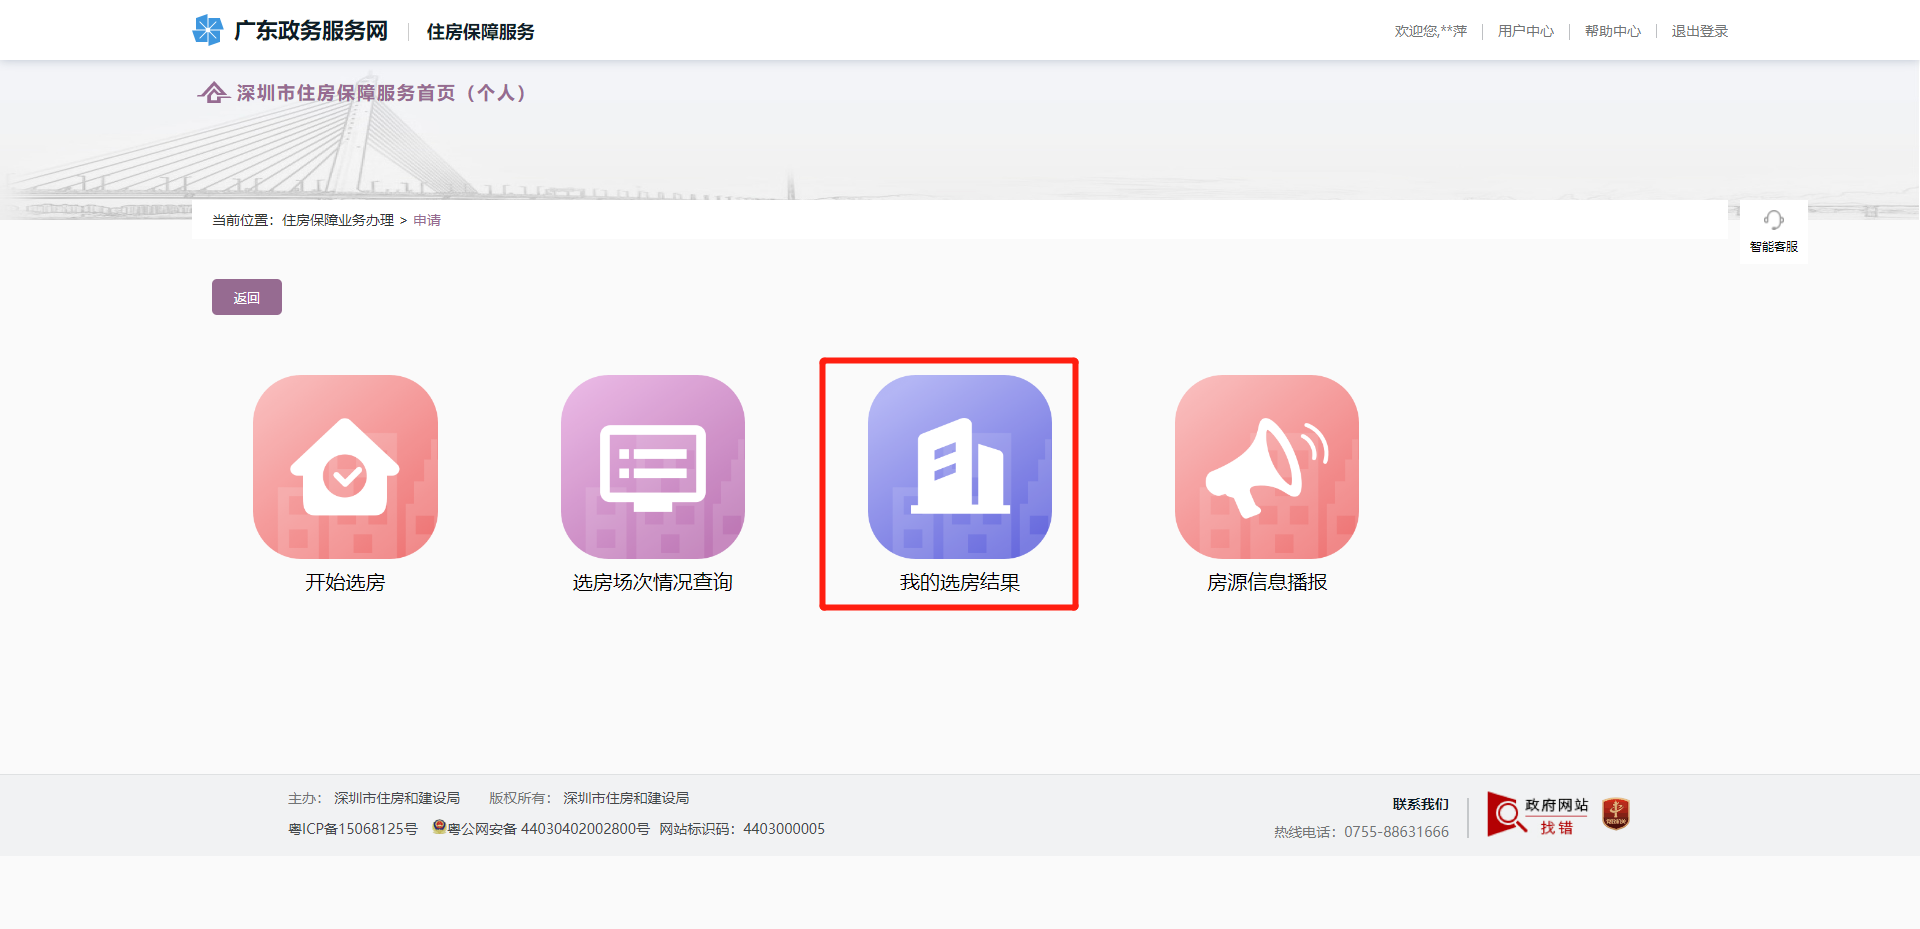 广东政务服务网 住房保障服务 欢迎您,**萍 用户中心 帮助中心 退出登录
深圳市住房保障服务首页（个人）
当前位置：住房保障业务办理 > 申请
智能客服
返回
开始选房 选房场次情况查询 我的选房结果 房源信息播报
主办： 深圳市住房和建设局 版权所有： 深圳市住房和建设局
粤ICP备15068125号 粤公网安备 44030402002800号 网站标识码：4403000005
联系我们
热线电话：0755-88631666
政府网站
找错